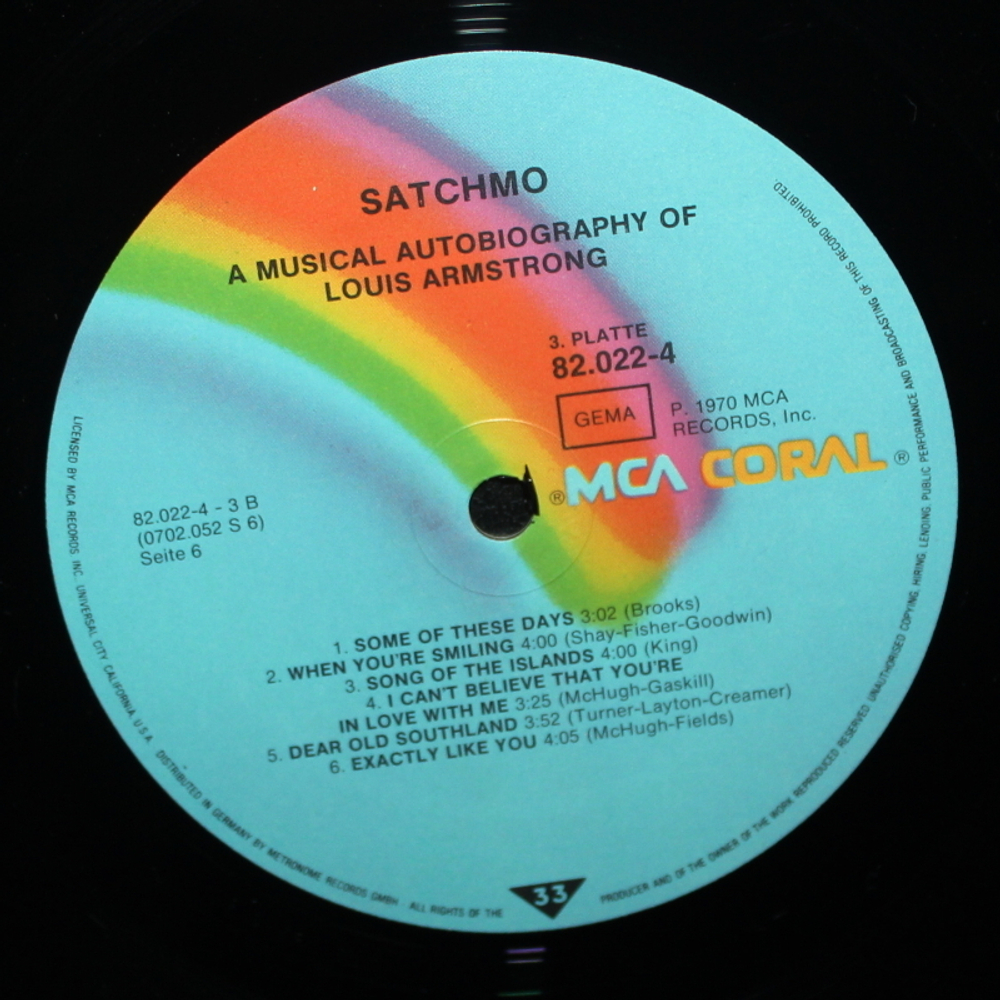 SATCHMO
A MUSICAL AUTOBIOGRAPHY OF
LOUIS ARMSTRONG
3. PLATTE
82.022-4
GEMA
P. 1970 MCA
RECORDS, Inc.
® MCA CORAL ®
82.022-4 - 3 B
(0702.052 S 6)
Seite 6
1. SOME OF THESE DAYS 3:02 (Brooks)
2. WHEN YOU'RE SMILING 4:00 (Shay-Fisher-Goodwin)
3. SONG OF THE ISLANDS 4:00 (King)
4. I CAN'T BELIEVE THAT YOU'RE
IN LOVE WITH ME 3:25 (McHugh-Gaskill)
5. DEAR OLD SOUTHLAND 3:52 (Turner-Layton-Creamer)
6. EXACTLY LIKE YOU 4:05 (McHugh-Fields)
LICENSED BY MCA RECORDS. INC. UNIVERSAL CITY CALIFORNIA. U.S.A. DISTRIBUTED IN GERMANY BY METRONOME RECORDS GMBH · ALL RIGHTS OF THE
33
PRODUCER AND OF THE OWNER OF THE WORK REPRODUCED RESERVED UNAUTHORISED COPYING, HIRING, LENDING, PUBLIC PERFORMANCE AND BROADCASTING OF THIS RECORD PROHIBITED.